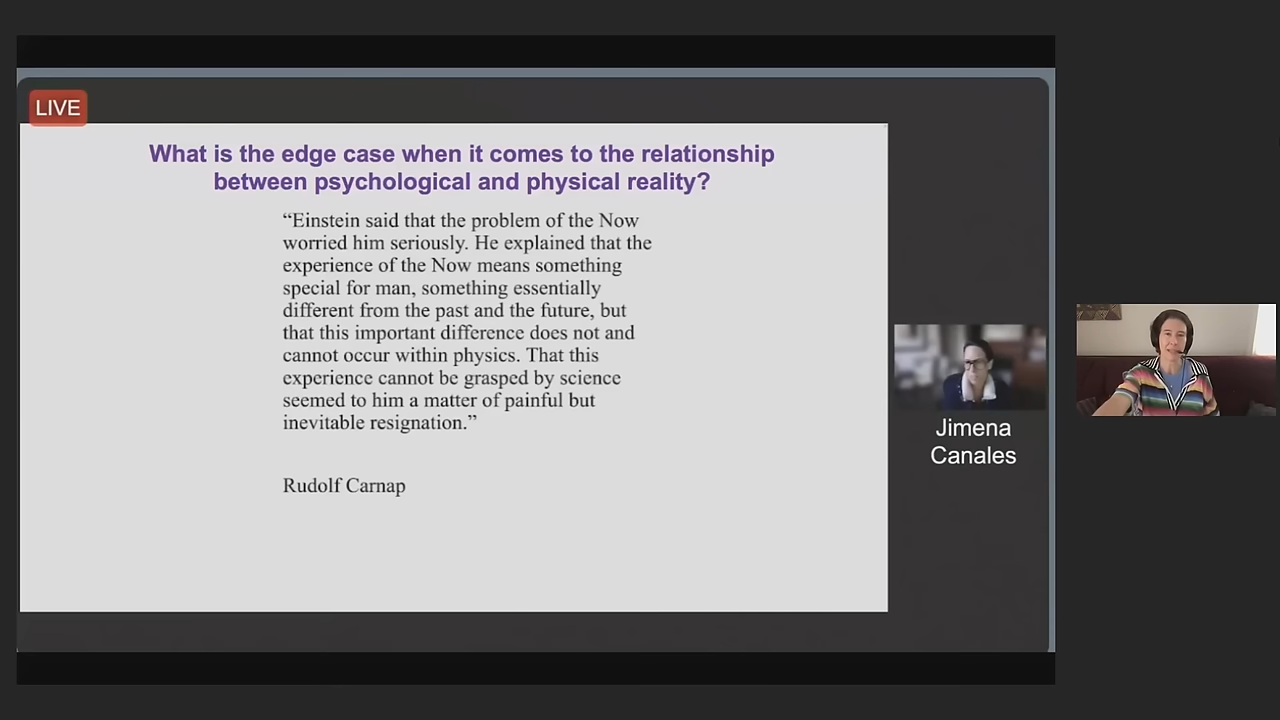 LIVE
What is the edge case when it comes to the relationship
between psychological and physical reality?
“Einstein said that the problem of the Now
worried him seriously. He explained that the
experience of the Now means something
special for man, something essentially
different from the past and the future, but
that this important difference does not and
cannot occur within physics. That this
experience cannot be grasped by science
seemed to him a matter of painful but
inevitable resignation.”
Rudolf Carnap
Jimena
Canales